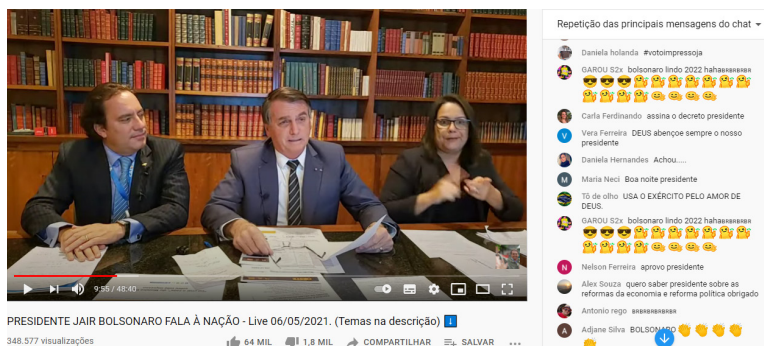 Repetição das principais mensagens do chat
Daniela holanda #votoimpressoja
GAROU S2x bolsonaro lindo 2022 hahaBRBRBRBR
Carla Ferdinando assina o decreto presidente
Vera Ferreira DEUS abençoe sempre o nosso
presidente
Daniela Hernandes Achou.....
Maria Neci Boa noite presidente
Tô de olho USA O EXÉRCITO PELO AMOR DE
DEUS.
GAROU S2x bolsonaro lindo 2022 hahaBRBRBRBR
Nelson Ferreira aprovo presidente
Alex Souza quero saber presidente sobre as
reformas da economia e reforma política obrigado
Antonio rego BRBRBRBRBRBR
Adjane Silva BOLSONARO
9:55 / 48:40
PRESIDENTE JAIR BOLSONARO FALA À NAÇÃO - Live 06/05/2021. (Temas na descrição)
348.577 visualizações
64 MIL
1,8 MIL
COMPARTILHAR
SALVAR